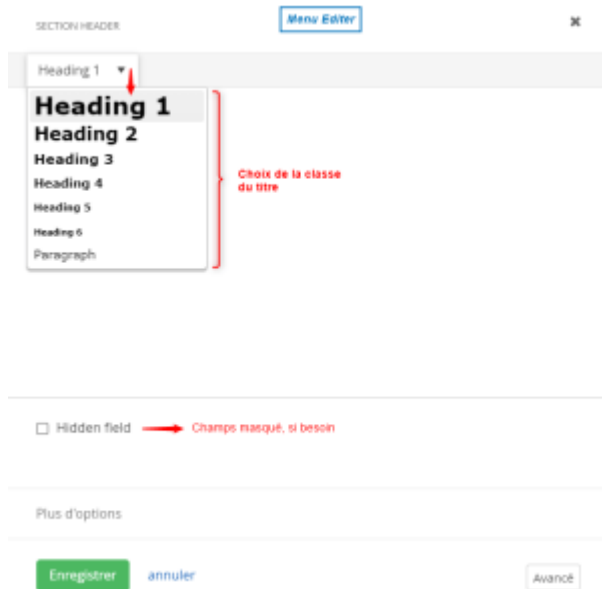 SECTION HEADER
Menu Editer
✖
Heading 1 ▼
Heading 1
Heading 2
Heading 3
Heading 4
Heading 5
Heading 6
Paragraph
Choix de la classe
du titre
Hidden field
Champs masqué, si besoin
Plus d'options
Enregistrer
annuler
Avancé